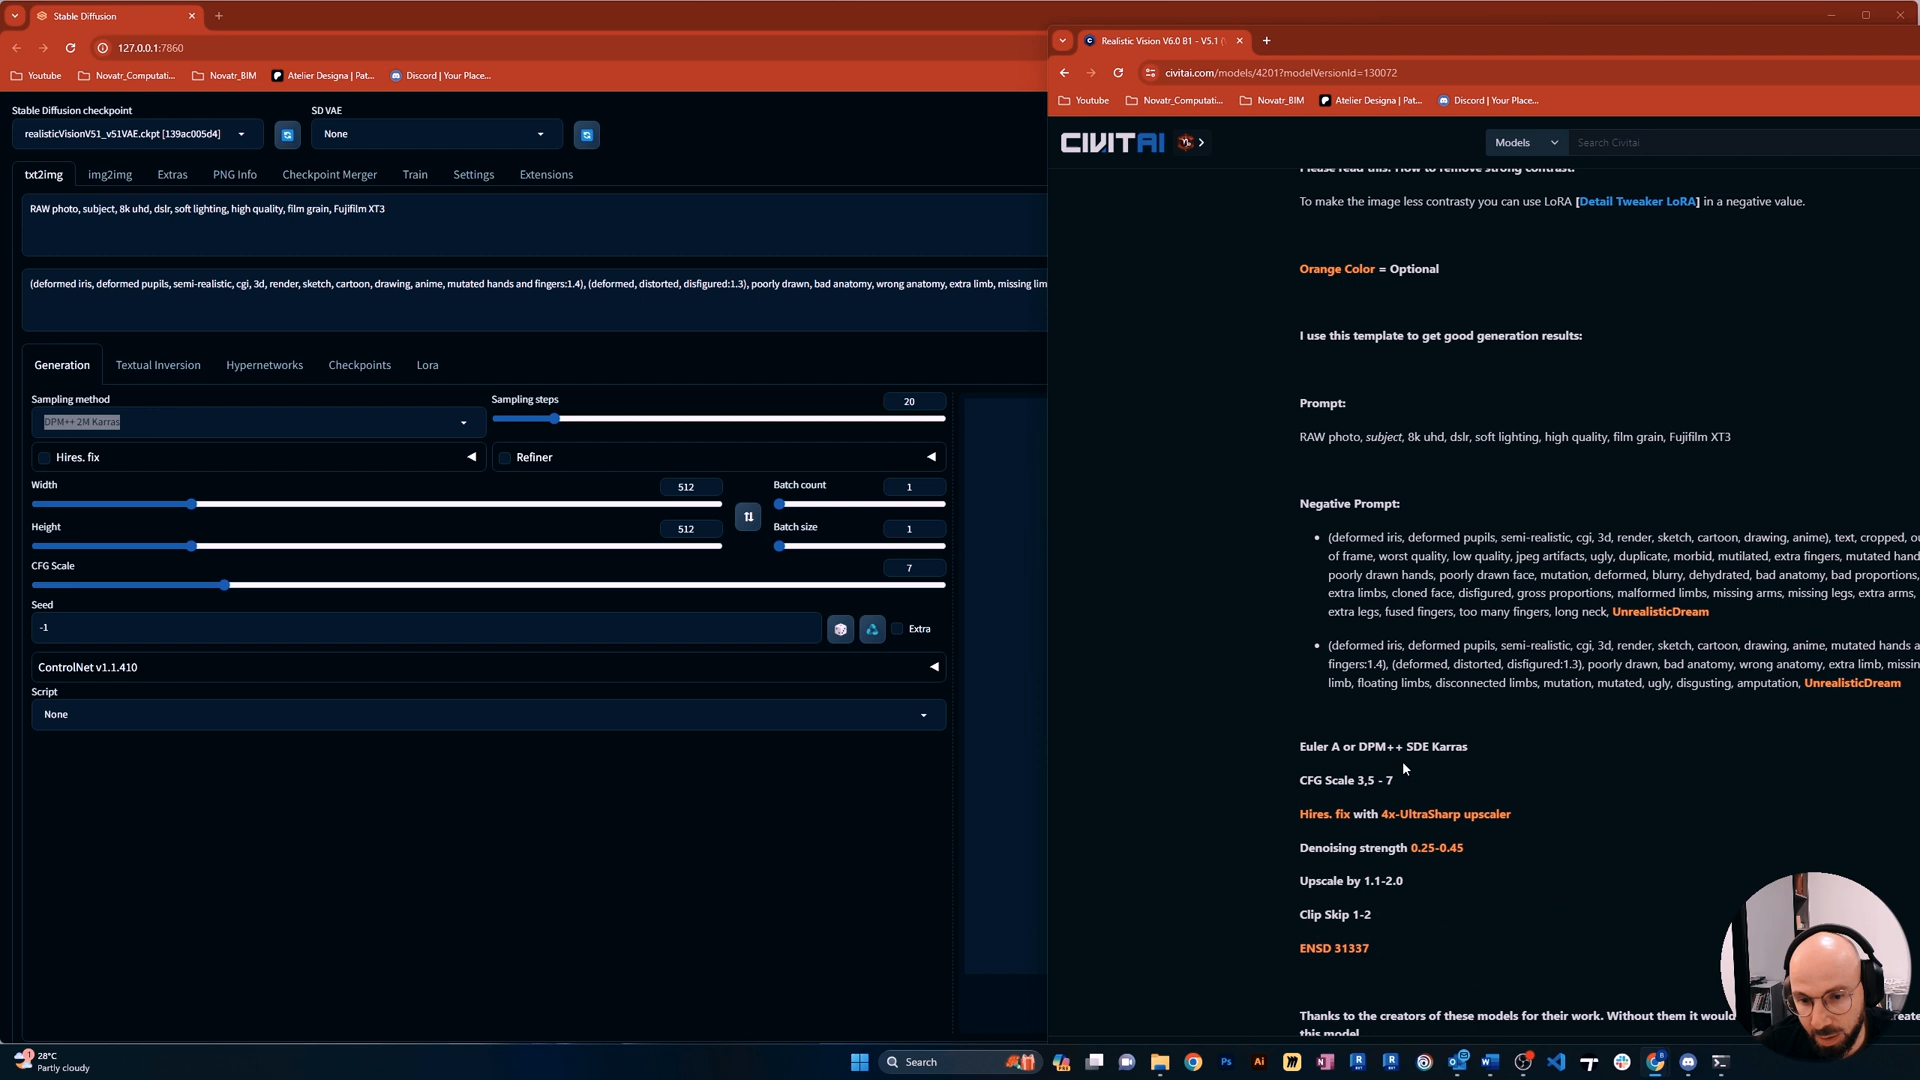 Stable Diffusion
127.0.0.1:7860
Youtube
Novatr_Computati...
Novatr_BIM
Atelier Designa | Pat...
Discord | Your Place...
Stable Diffusion checkpoint
SD VAE
realisticVisionV51_v51VAE.ckpt [139ac005d4]
None
txt2img
img2img
Extras
PNG Info
Checkpoint Merger
Train
Settings
Extensions
RAW photo, subject, 8k uhd, dslr, soft lighting, high quality, film grain, Fujifilm XT3
(deformed iris, deformed pupils, semi-realistic, cgi, 3d, render, sketch, cartoon, drawing, anime, mutated hands and fingers:1.4), (deformed, distorted, disfigured:1.3), poorly drawn, bad anatomy, wrong anatomy, extra limb, missing lim
Generation
Textual Inversion
Hypernetworks
Checkpoints
Lora
Sampling method
Sampling steps
20
DPM++ 2M Karras
Hires. fix
Refiner
Width
512
Batch count
1
Height
512
Batch size
1
CFG Scale
7
Seed
-1
Extra
ControlNet v1.1.410
Script
None
Realistic Vision V6.0 B1 - V5.1 (
civitai.com/models/4201?modelVersionId=130072
Youtube
Novatr_Computati...
Novatr_BIM
Atelier Designa | Pat...
Discord | Your Place...
CIVITAI
Models
Search Civitai
Please read this! How to remove strong contrast.
To make the image less contrasty you can use LoRA [Detail Tweaker LoRA] in a negative value.
Orange Color = Optional
I use this template to get good generation results:
Prompt:
RAW photo, subject, 8k uhd, dslr, soft lighting, high quality, film grain, Fujifilm XT3
Negative Prompt:
• (deformed iris, deformed pupils, semi-realistic, cgi, 3d, render, sketch, cartoon, drawing, anime), text, cropped, ou
of frame, worst quality, low quality, jpeg artifacts, ugly, duplicate, morbid, mutilated, extra fingers, mutated hand
poorly drawn hands, poorly drawn face, mutation, deformed, blurry, dehydrated, bad anatomy, bad proportions,
extra limbs, cloned face, disfigured, gross proportions, malformed limbs, missing arms, missing legs, extra arms,
extra legs, fused fingers, too many fingers, long neck, UnrealisticDream
• (deformed iris, deformed pupils, semi-realistic, cgi, 3d, render, sketch, cartoon, drawing, anime, mutated hands a
fingers:1.4), (deformed, distorted, disfigured:1.3), poorly drawn, bad anatomy, wrong anatomy, extra limb, missin
limb, floating limbs, disconnected limbs, mutation, mutated, ugly, disgusting, amputation, UnrealisticDream
Euler A or DPM++ SDE Karras
CFG Scale 3,5 - 7
Hires. fix with 4x-UltraSharp upscaler
Denoising strength 0.25-0.45
Upscale by 1.1-2.0
Clip Skip 1-2
ENSD 31337
Thanks to the creators of these models for their work. Without them it would
this model
28°C
Partly cloudy
Search